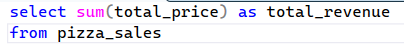 select sum(total_price) as total_revenue
from pizza_sales